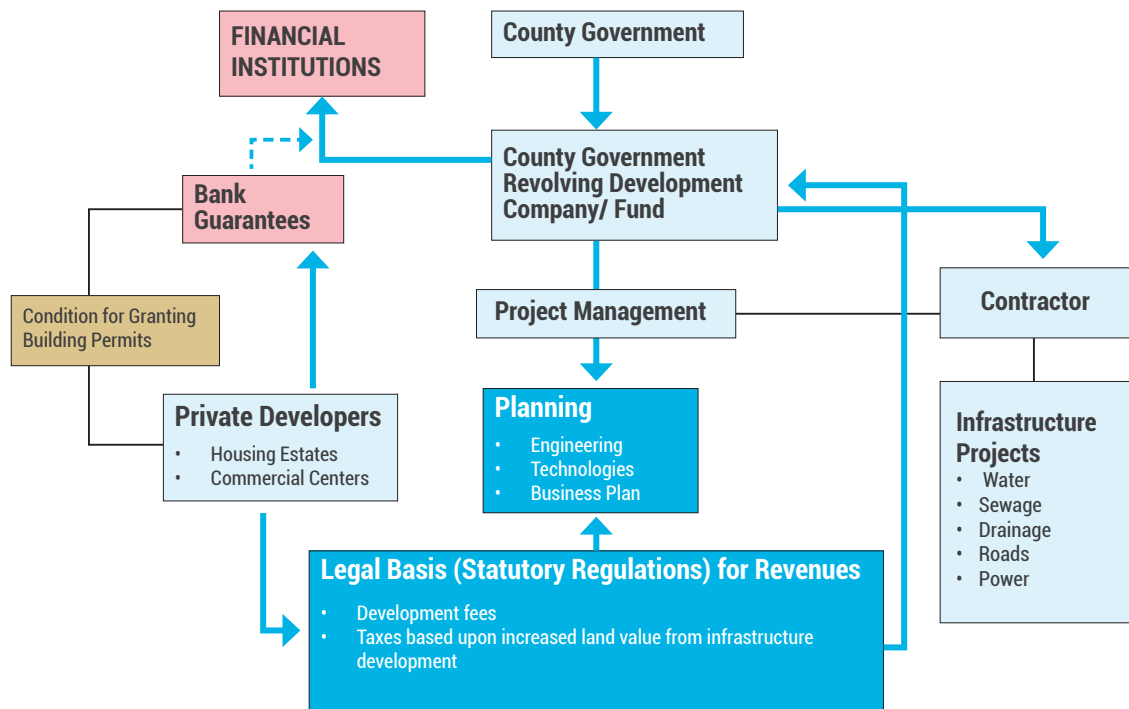 FINANCIAL
INSTITUTIONS
County Government
County Government
Revolving Development
Company/ Fund
Bank
Guarantees
Condition for Granting
Building Permits
Project Management
Contractor
Private Developers
• Housing Estates
• Commercial Centers
Planning
• Engineering
• Technologies
• Business Plan
Infrastructure
Projects
• Water
• Sewage
• Drainage
• Roads
• Power
Legal Basis (Statutory Regulations) for Revenues
• Development fees
• Taxes based upon increased land value from infrastructure
development